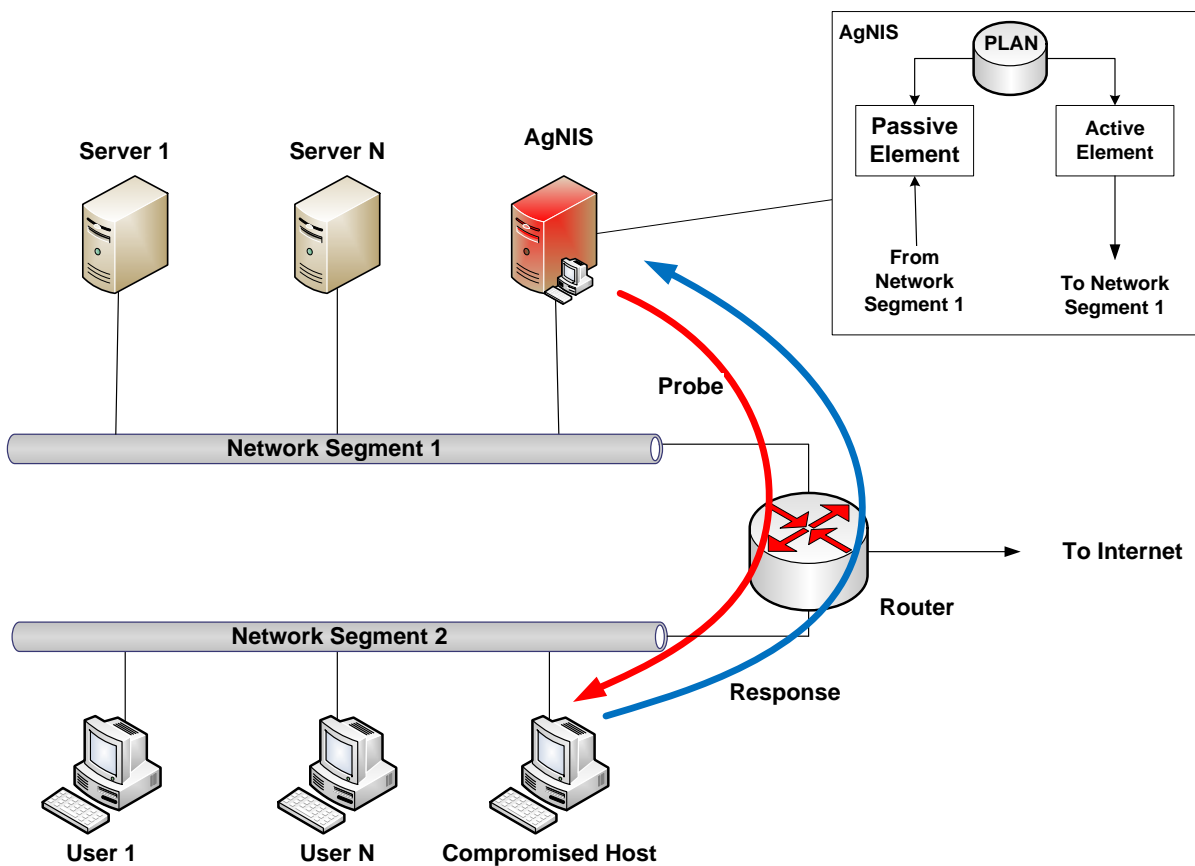 AgNIS
PLAN
Passive
Element
Active
Element
From
Network
Segment 1
To Network
Segment 1
Server 1
Server N
AgNIS
Probe
Network Segment 1
To Internet
Router
Network Segment 2
Response
User 1
User N
Compromised Host